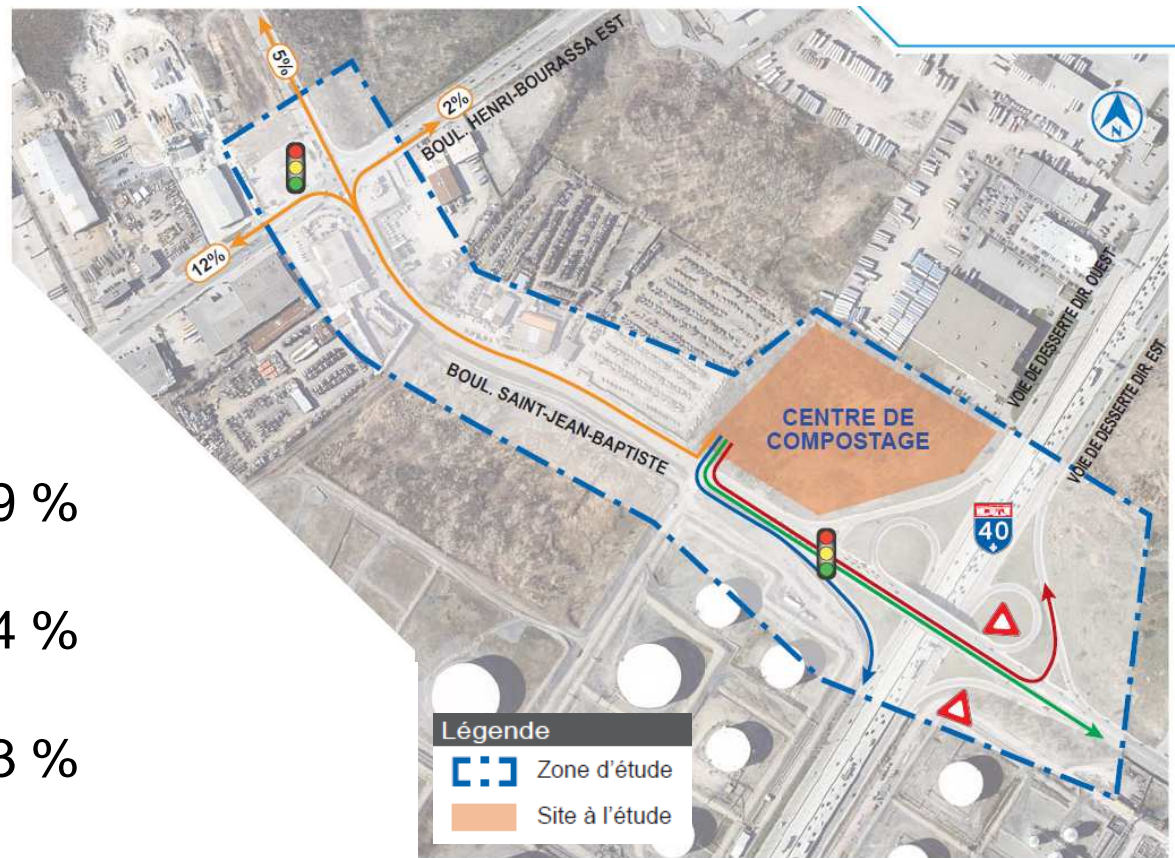 5%
2%
BOUL. HENRI-BOURASSA EST
N
12%
VOIE DE DESSERTE DIR. OUEST
VOIE DE DESSERTE DIR. EST
BOUL. SAINT-JEAN-BAPTISTE
CENTRE DE
COMPOSTAGE
40
9 %
4 %
3 %
Légende
Zone d'étude
Site à l'étude